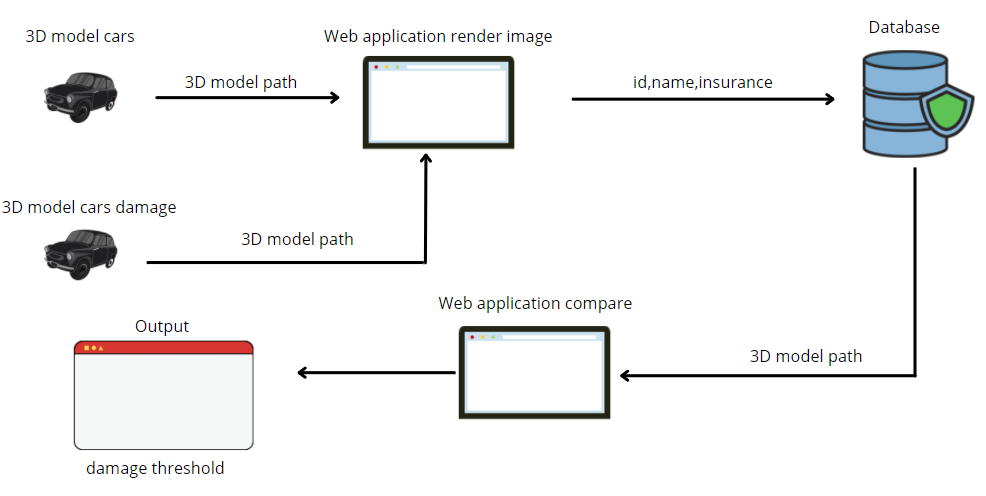 3D model cars
Web application render image
Database
3D model path
id,name,insurance
3D model cars damage
3D model path
Web application compare
Output
3D model path
damage threshold